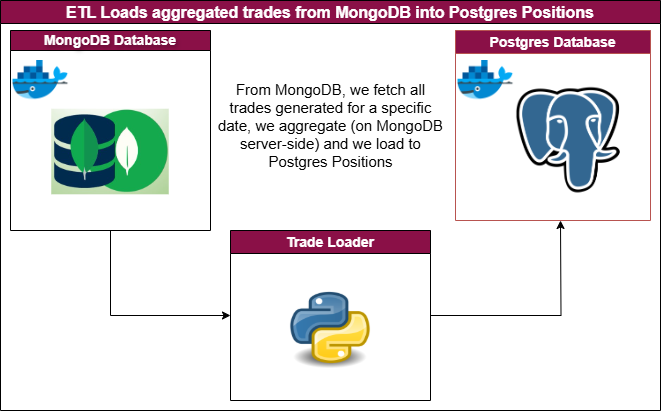 ETL Loads aggregated trades from MongoDB into Postgres Positions
MongoDB Database
Postgres Database
From MongoDB, we fetch all
trades generated for a specific
date, we aggregate (on MongoDB
server-side) and we load to
Postgres Positions
Trade Loader